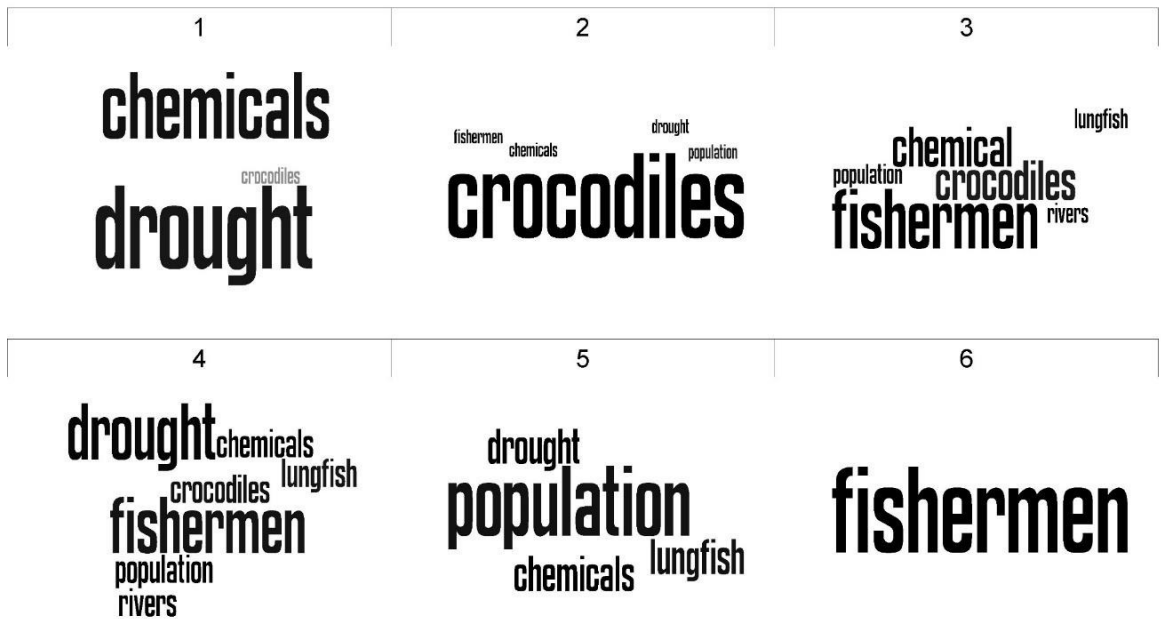 1
2
3
chemicals
crocodiles
drought
fishermen
chemicals
drought
population
crocodiles
lungfish
chemical
population
crocodiles
fishermen
rivers
4
5
6
drought
chemicals
lungfish
crocodiles
fishermen
population
rivers
drought
population
lungfish
chemicals
fishermen